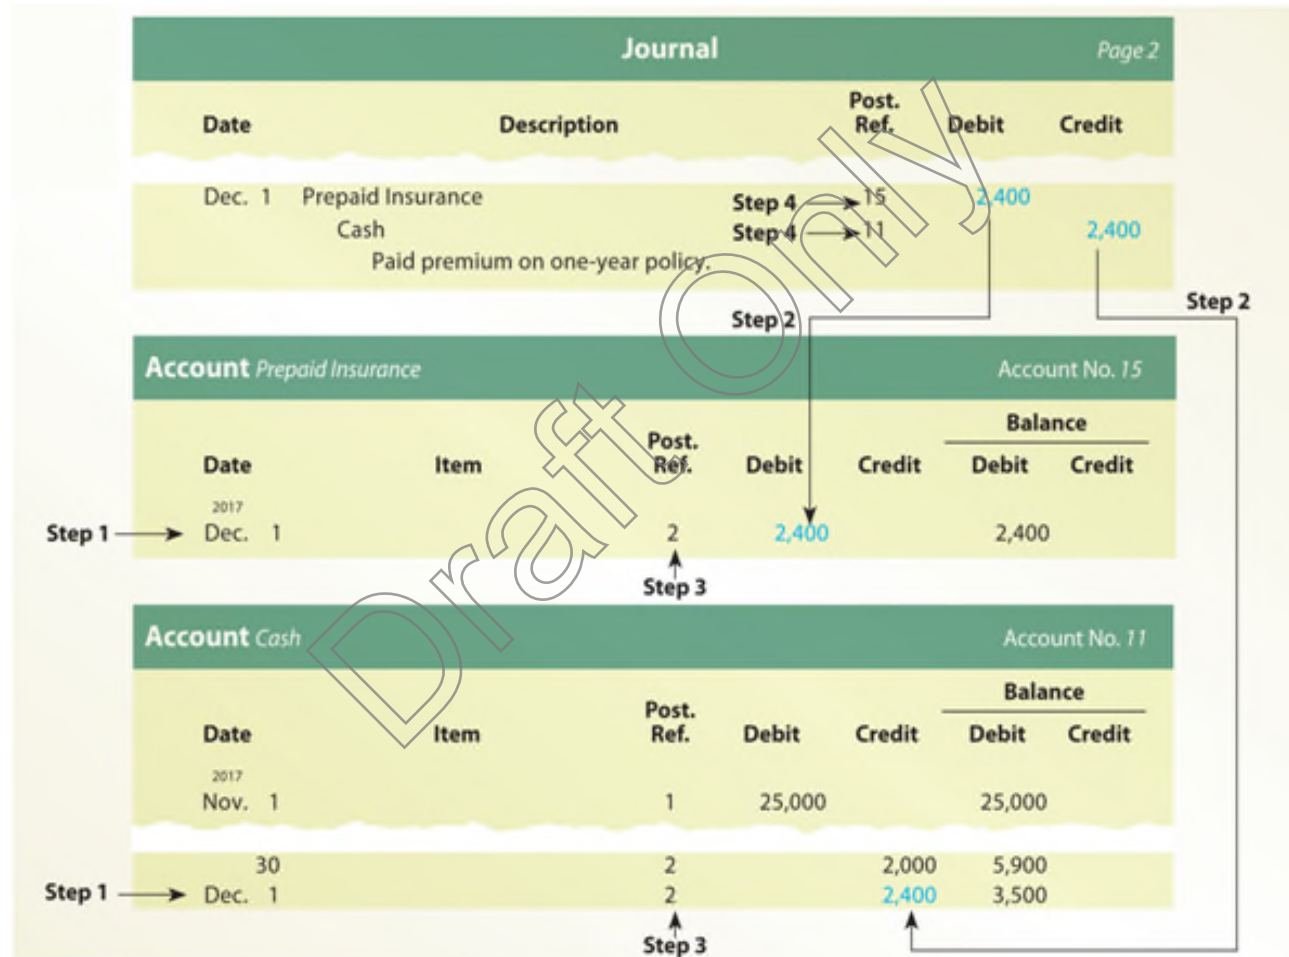 Journal Page 2
Date Description Post. Ref. Debit Credit
Dec. 1 Prepaid Insurance Step 4 15 2,400
Cash Step 4 11 2,400
Paid premium on one-year policy.
Step 2
Step 2
Account Prepaid Insurance Account No. 15
Balance
Date Item Post. Ref. Debit Credit Debit Credit
2017
Step 1 Dec. 1 2 2,400 2,400
Step 3
Account Cash Account No. 11
Balance
Date Item Post. Ref. Debit Credit Debit Credit
2017
Nov. 1 1 25,000 25,000
30 2 2,000 5,900
Step 1 Dec. 1 2 2,400 3,500
Step 3
Draft Only